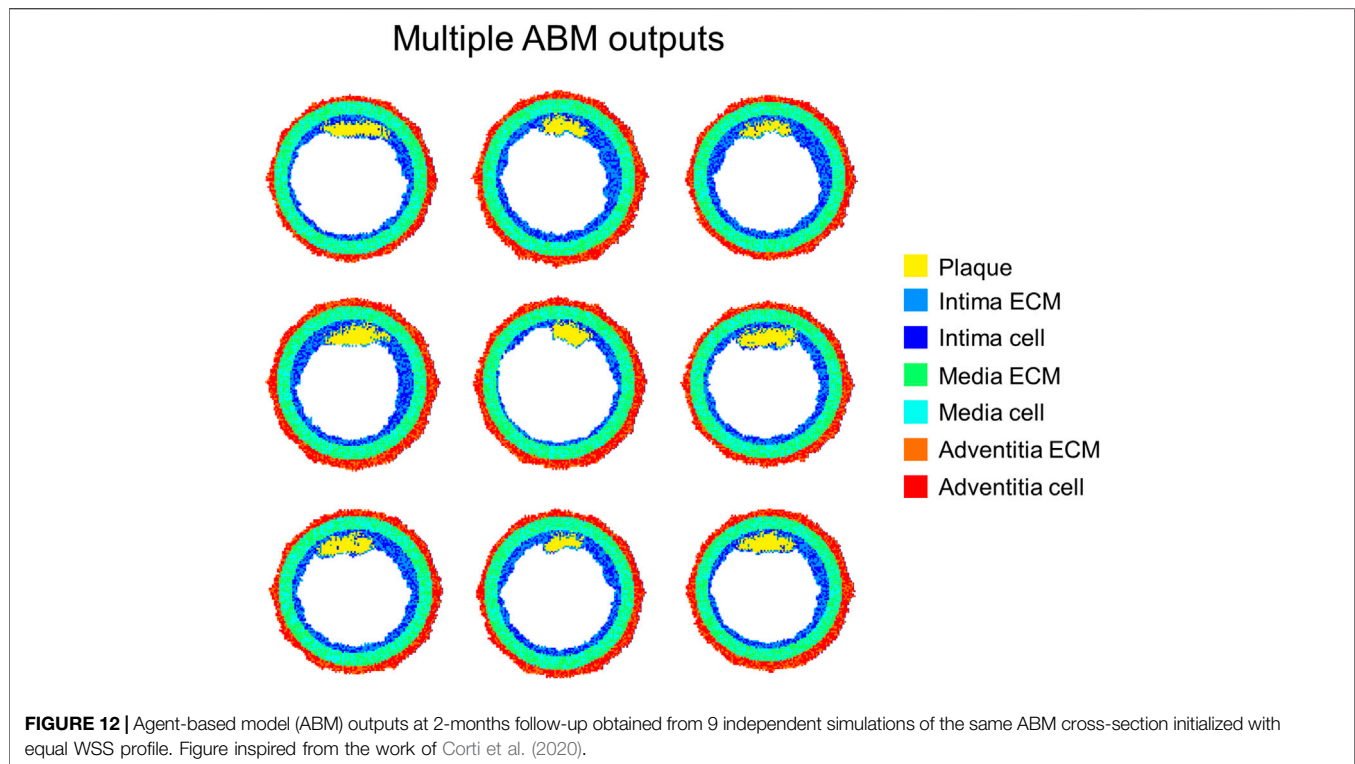 Multiple ABM outputs
Plaque
Intima ECM
Intima cell
Media ECM
Media cell
Adventitia ECM
Adventitia cell
FIGURE 12 | Agent-based model (ABM) outputs at 2-months follow-up obtained from 9 independent simulations of the same ABM cross-section initialized with
equal WSS profile. Figure inspired from the work of Corti et al. (2020).